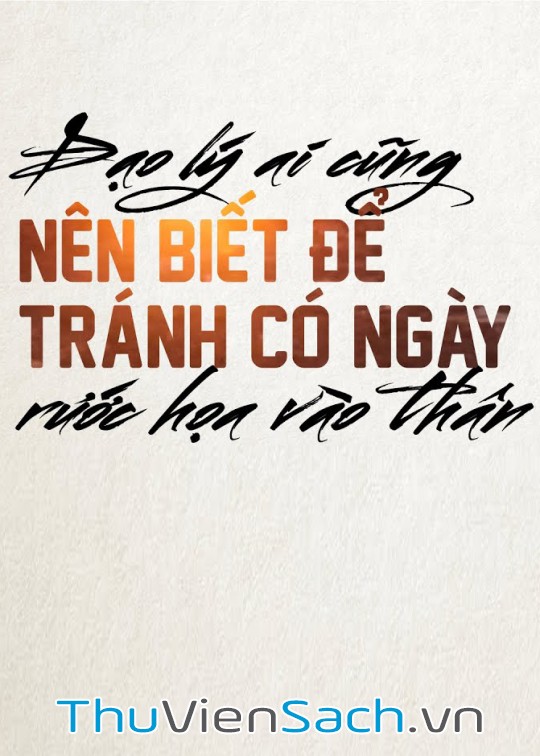 Đạo lý ai cũng
NÊN BIẾT ĐỂ
TRÁNH CÓ NGÀY
rước họa vào thân
ThuVienSach.vn